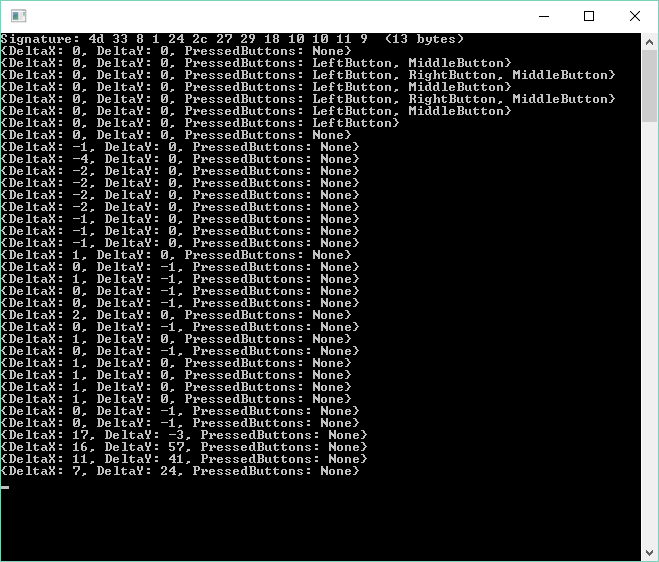 Signature: 4d 33 8 1 24 2c 27 29 18 10 10 11 9  (13 bytes)
{DeltaX: 0, DeltaY: 0, PressedButtons: None}
{DeltaX: 0, DeltaY: 0, PressedButtons: LeftButton, MiddleButton}
{DeltaX: 0, DeltaY: 0, PressedButtons: LeftButton, RightButton, MiddleButton}
{DeltaX: 0, DeltaY: 0, PressedButtons: LeftButton, MiddleButton}
{DeltaX: 0, DeltaY: 0, PressedButtons: LeftButton, RightButton, MiddleButton}
{DeltaX: 0, DeltaY: 0, PressedButtons: LeftButton, MiddleButton}
{DeltaX: 0, DeltaY: 0, PressedButtons: LeftButton}
{DeltaX: 0, DeltaY: 0, PressedButtons: None}
{DeltaX: -1, DeltaY: 0, PressedButtons: None}
{DeltaX: -4, DeltaY: 0, PressedButtons: None}
{DeltaX: -2, DeltaY: 0, PressedButtons: None}
{DeltaX: -2, DeltaY: 0, PressedButtons: None}
{DeltaX: -2, DeltaY: 0, PressedButtons: None}
{DeltaX: -2, DeltaY: 0, PressedButtons: None}
{DeltaX: -1, DeltaY: 0, PressedButtons: None}
{DeltaX: -1, DeltaY: 0, PressedButtons: None}
{DeltaX: -1, DeltaY: 0, PressedButtons: None}
{DeltaX: 1, DeltaY: 0, PressedButtons: None}
{DeltaX: 0, DeltaY: -1, PressedButtons: None}
{DeltaX: 1, DeltaY: -1, PressedButtons: None}
{DeltaX: 0, DeltaY: -1, PressedButtons: None}
{DeltaX: 0, DeltaY: -1, PressedButtons: None}
{DeltaX: 2, DeltaY: 0, PressedButtons: None}
{DeltaX: 0, DeltaY: -1, PressedButtons: None}
{DeltaX: 1, DeltaY: 0, PressedButtons: None}
{DeltaX: 0, DeltaY: -1, PressedButtons: None}
{DeltaX: 1, DeltaY: 0, PressedButtons: None}
{DeltaX: 1, DeltaY: 0, PressedButtons: None}
{DeltaX: 1, DeltaY: 0, PressedButtons: None}
{DeltaX: 1, DeltaY: 0, PressedButtons: None}
{DeltaX: 0, DeltaY: -1, PressedButtons: None}
{DeltaX: 0, DeltaY: -1, PressedButtons: None}
{DeltaX: 17, DeltaY: -3, PressedButtons: None}
{DeltaX: 16, DeltaY: 57, PressedButtons: None}
{DeltaX: 11, DeltaY: 41, PressedButtons: None}
{DeltaX: 7, DeltaY: 24, PressedButtons: None}